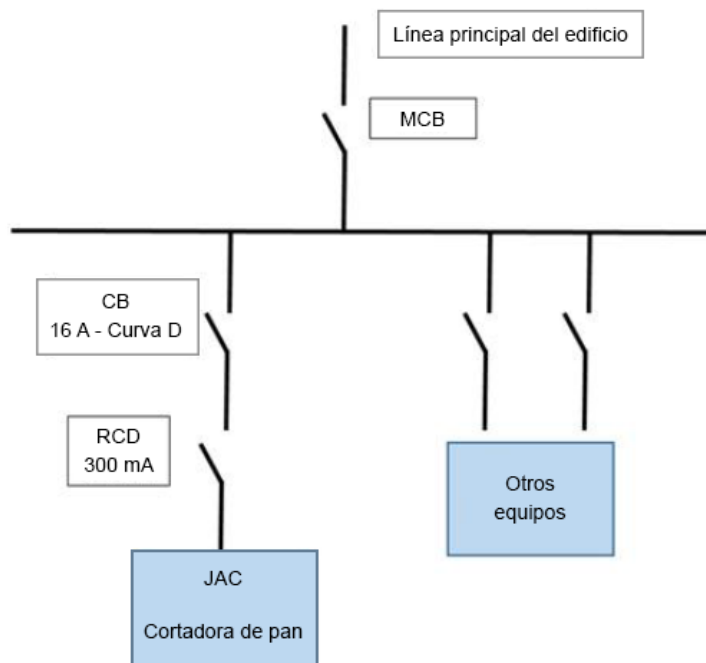 Línea principal del edificio
MCB
CB
16 A - Curva D
RCD
300 mA
Otros
equipos
JAC
Cortadora de pan